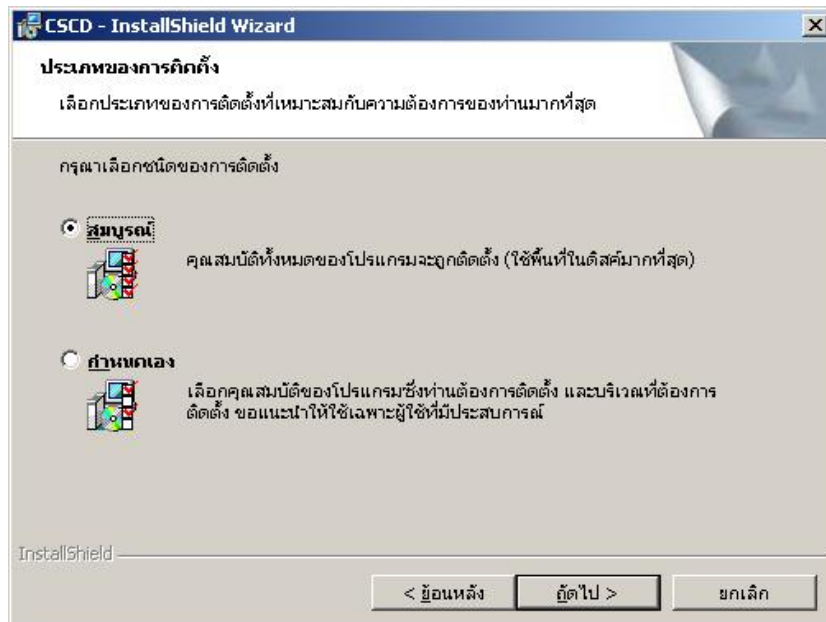 CSCD - InstallShield Wizard
ประเภทของการติดตั้ง
เลือกประเภทของการติดตั้งที่เหมาะสมกับความต้องการของท่านมากที่สุด
กรุณาเลือกชนิดของการติดตั้ง
สมบูรณ์
คุณสมบัติทั้งหมดของโปรแกรมจะถูกติดตั้ง (ใช้พื้นที่ในดิสค์มากที่สุด)
กำหนดเอง
เลือกคุณสมบัติของโปรแกรมซึ่งท่านต้องการติดตั้ง และบริเวณที่ต้องการ
ติดตั้ง ขอแนะนำให้ใช้เฉพาะผู้ใช้ที่มีประสบการณ์
InstallShield
< ย้อนหลัง
ถัดไป >
ยกเลิก